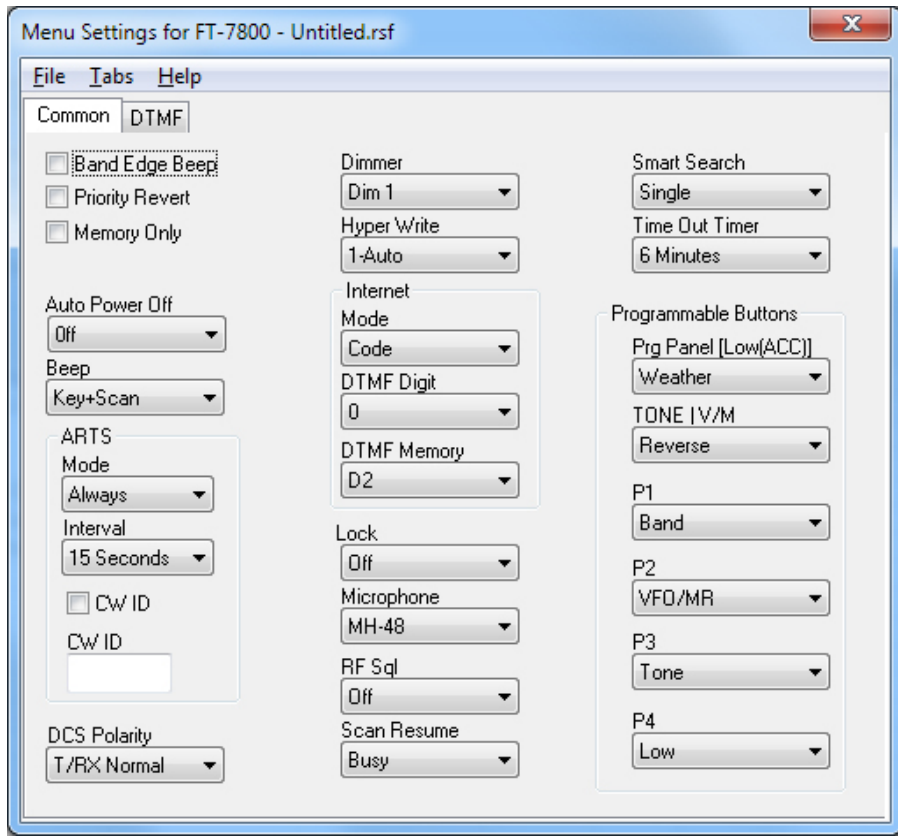 Menu Settings for FT-7800 - Untitled.rsf
File Tabs Help
Common DTMF
Band Edge Beep
Priority Revert
Memory Only
Auto Power Off
Off
Beep
Key+Scan
ARTS
Mode
Always
Interval
15 Seconds
CW ID
CW ID
DCS Polarity
T/RX Normal
Dimmer
Dim 1
Hyper Write
1-Auto
Internet
Mode
Code
DTMF Digit
0
DTMF Memory
D2
Lock
Off
Microphone
MH-48
RF Sql
Off
Scan Resume
Busy
Smart Search
Single
Time Out Timer
6 Minutes
Programmable Buttons
Prg Panel [Low(ACC)]
Weather
TONE | V/M
Reverse
P1
Band
P2
VFO/MR
P3
Tone
P4
Low